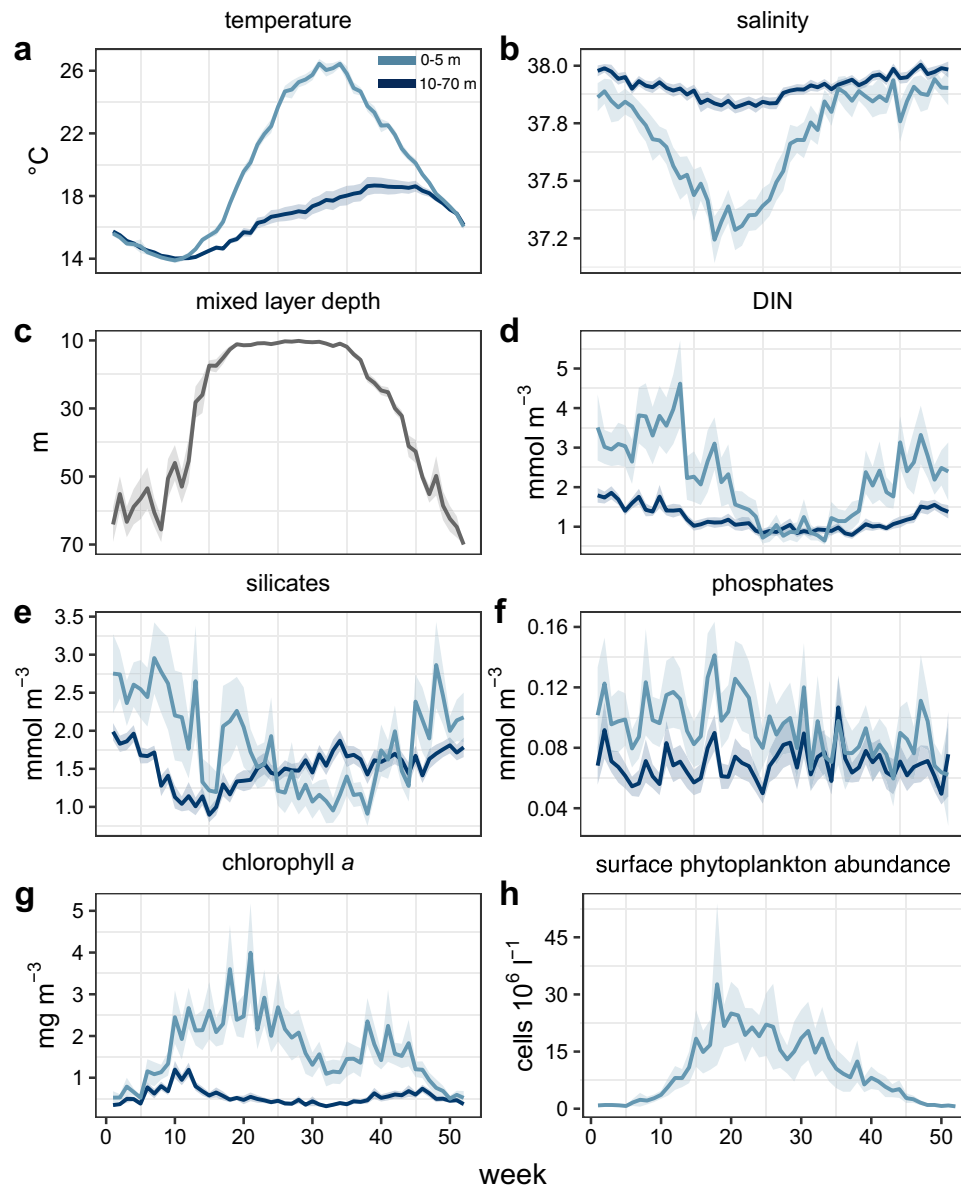 temperature
salinity
a
0-5 m
10-70 m
26
22
18
14
°C
b
38.0
37.8
37.5
37.2
mixed layer depth
DIN
c
10
30
50
70
m
d
5
4
3
2
1
mmol m⁻³
silicates
phosphates
e
3.5
3.0
2.5
2.0
1.5
1.0
mmol m⁻³
f
0.16
0.12
0.08
0.04
mmol m⁻³
chlorophyll a
surface phytoplankton abundance
g
5
4
3
2
1
mg m⁻³
0 10 20 30 40 50
h
45
30
15
0
cells 10⁶ l⁻¹
0 10 20 30 40 50
week